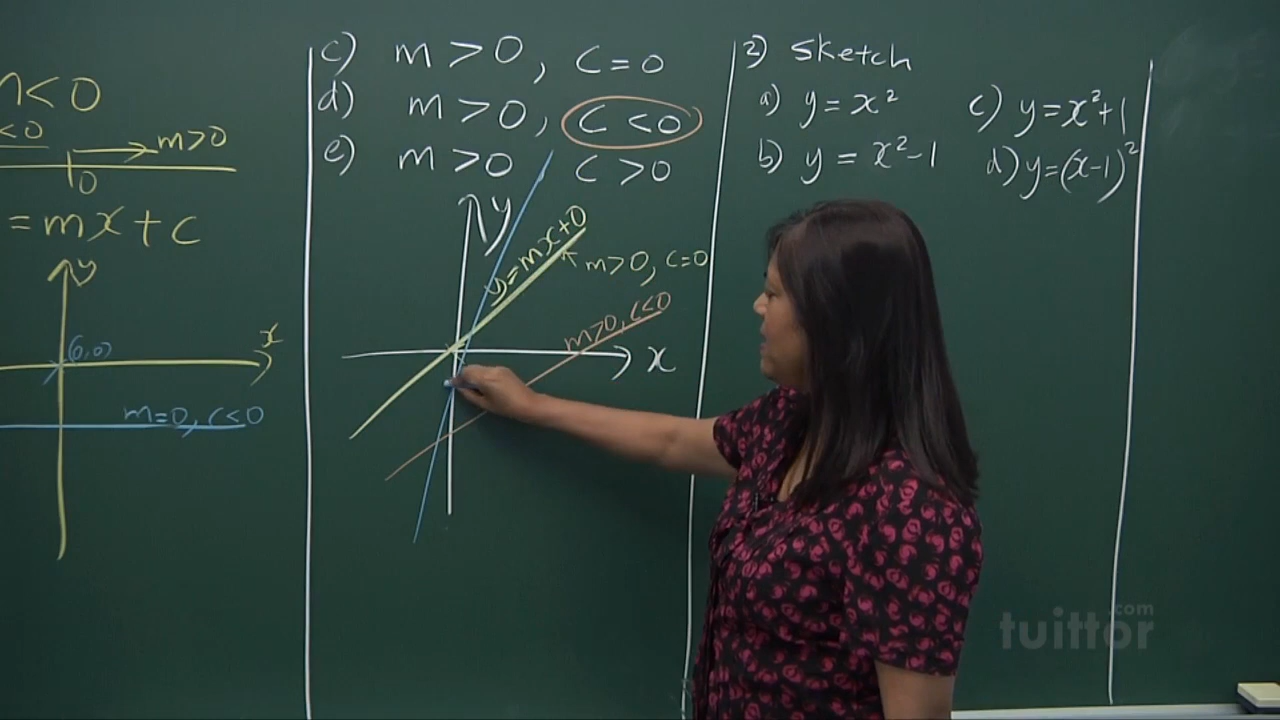 m<0
<0
m>0
0
=mx+c
y
x
(0,0)
m=0, c<0
c) m>0, c=0
d) m>0, c<0
e) m>0 c>0
y
y=mx+0
m>0, c=0
m>0, c<0
x
3) sketch
a) y=x²
b) y=x²-1
c) y=x²+1
d) y=(x-1)²
tuittor.com